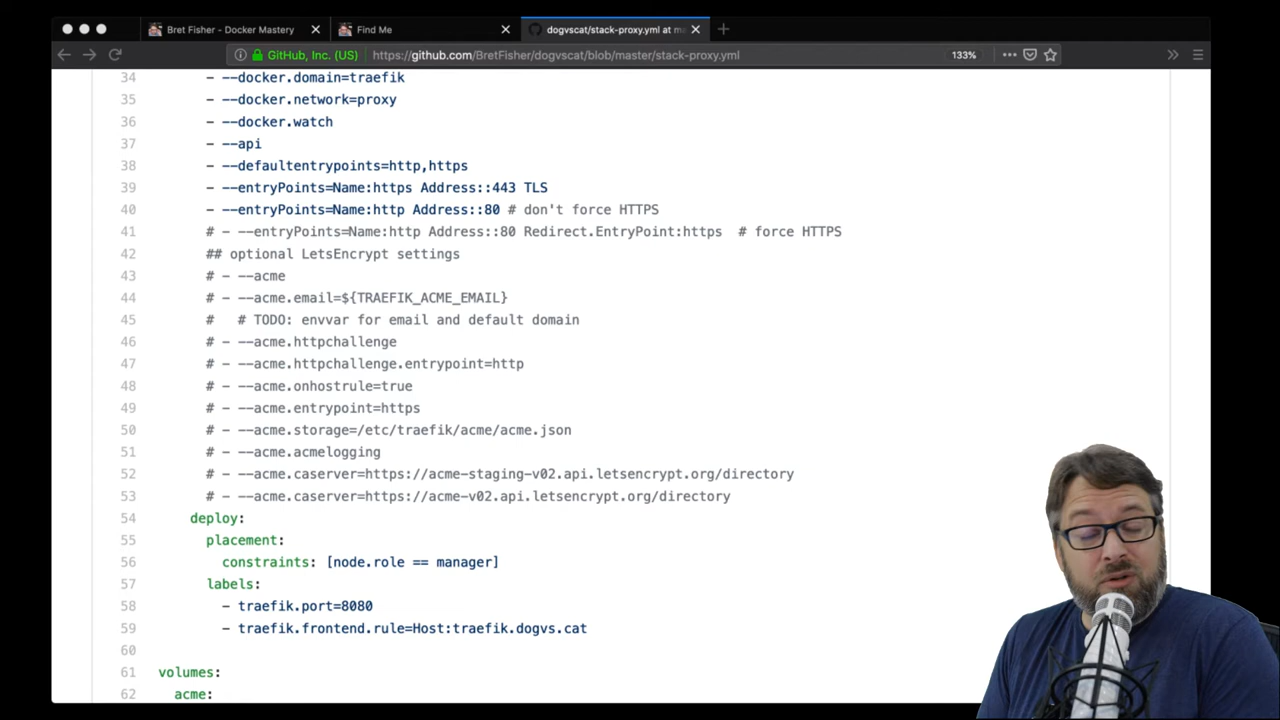 Bret Fisher - Docker Mastery
Find Me
dogvscat/stack-proxy.yml at m
GitHub, Inc. (US)
https://github.com/BretFisher/dogvscat/blob/master/stack-proxy.yml
133%
34 - --docker.domain=traefik
35 - --docker.network=proxy
36 - --docker.watch
37 - --api
38 - --defaultentrypoints=http,https
39 - --entryPoints=Name:https Address::443 TLS
40 - --entryPoints=Name:http Address::80 # don't force HTTPS
41 # - --entryPoints=Name:http Address::80 Redirect.EntryPoint:https # force HTTPS
42 ## optional LetsEncrypt settings
43 # - --acme
44 # - --acme.email=${TRAEFIK_ACME_EMAIL}
45 # # TODO: envvar for email and default domain
46 # - --acme.httpchallenge
47 # - --acme.httpchallenge.entrypoint=http
48 # - --acme.onhostrule=true
49 # - --acme.entrypoint=https
50 # - --acme.storage=/etc/traefik/acme/acme.json
51 # - --acme.acmelogging
52 # - --acme.caserver=https://acme-staging-v02.api.letsencrypt.org/directory
53 # - --acme.caserver=https://acme-v02.api.letsencrypt.org/directory
54 deploy:
55 placement:
56 constraints: [node.role == manager]
57 labels:
58 - traefik.port=8080
59 - traefik.frontend.rule=Host:traefik.dogvs.cat
60
61 volumes:
62 acme: